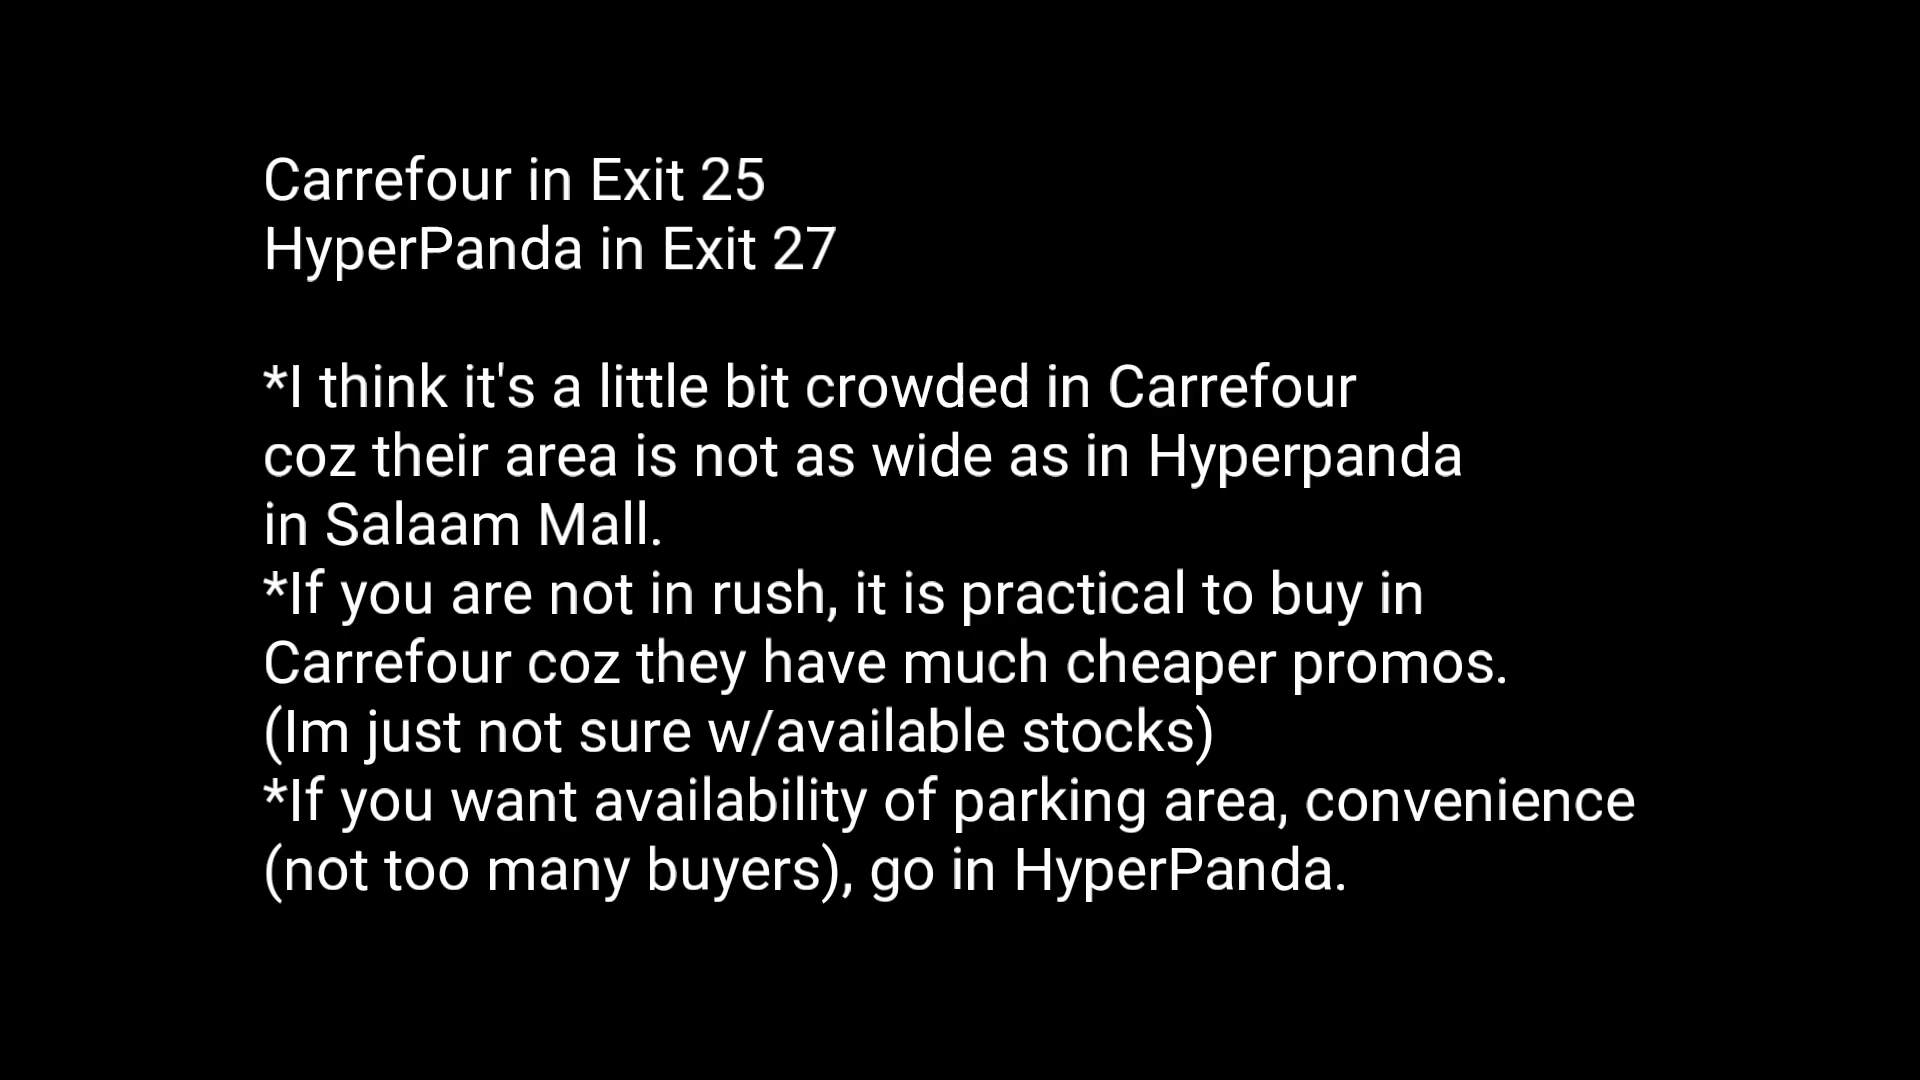 Carrefour in Exit 25
HyperPanda in Exit 27
*I think it's a little bit crowded in Carrefour
coz their area is not as wide as in Hyperpanda
in Salaam Mall.
*If you are not in rush, it is practical to buy in
Carrefour coz they have much cheaper promos.
(Im just not sure w/available stocks)
*If you want availability of parking area, convenience
(not too many buyers), go in HyperPanda.